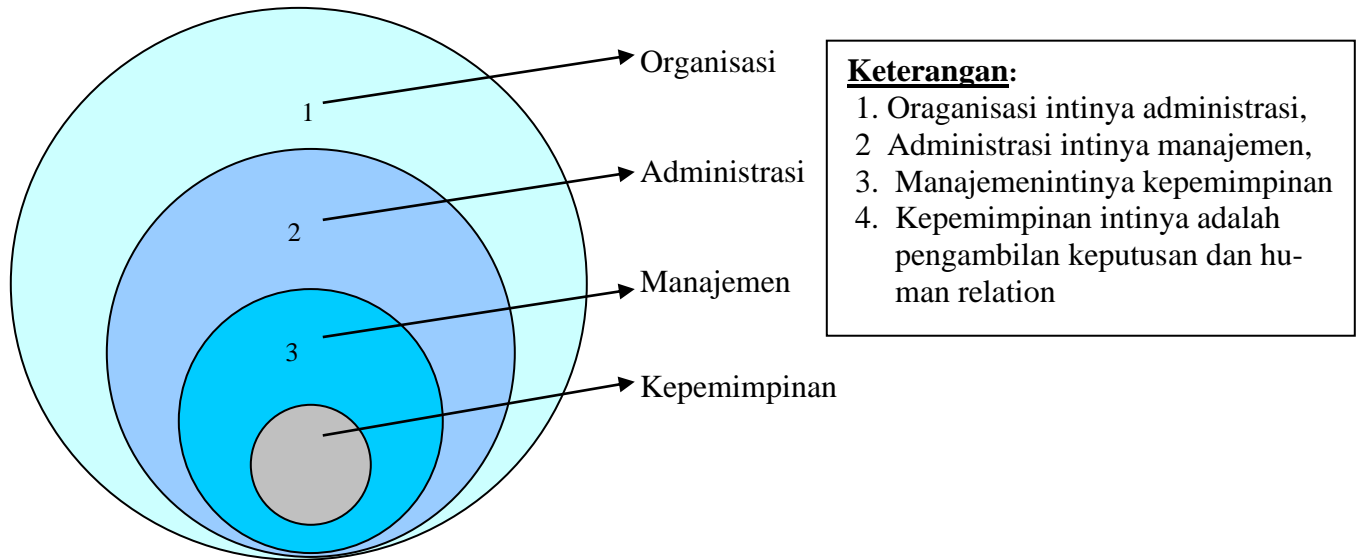 Organisasi
1
Administrasi
2
Manajemen
3
Kepemimpinan
Keterangan:
1. Oraganisasi intinya administrasi,
2 Administrasi intinya manajemen,
3. Manajemenintinya kepemimpinan
4. Kepemimpinan intinya adalah
pengambilan keputusan dan hu-
man relation